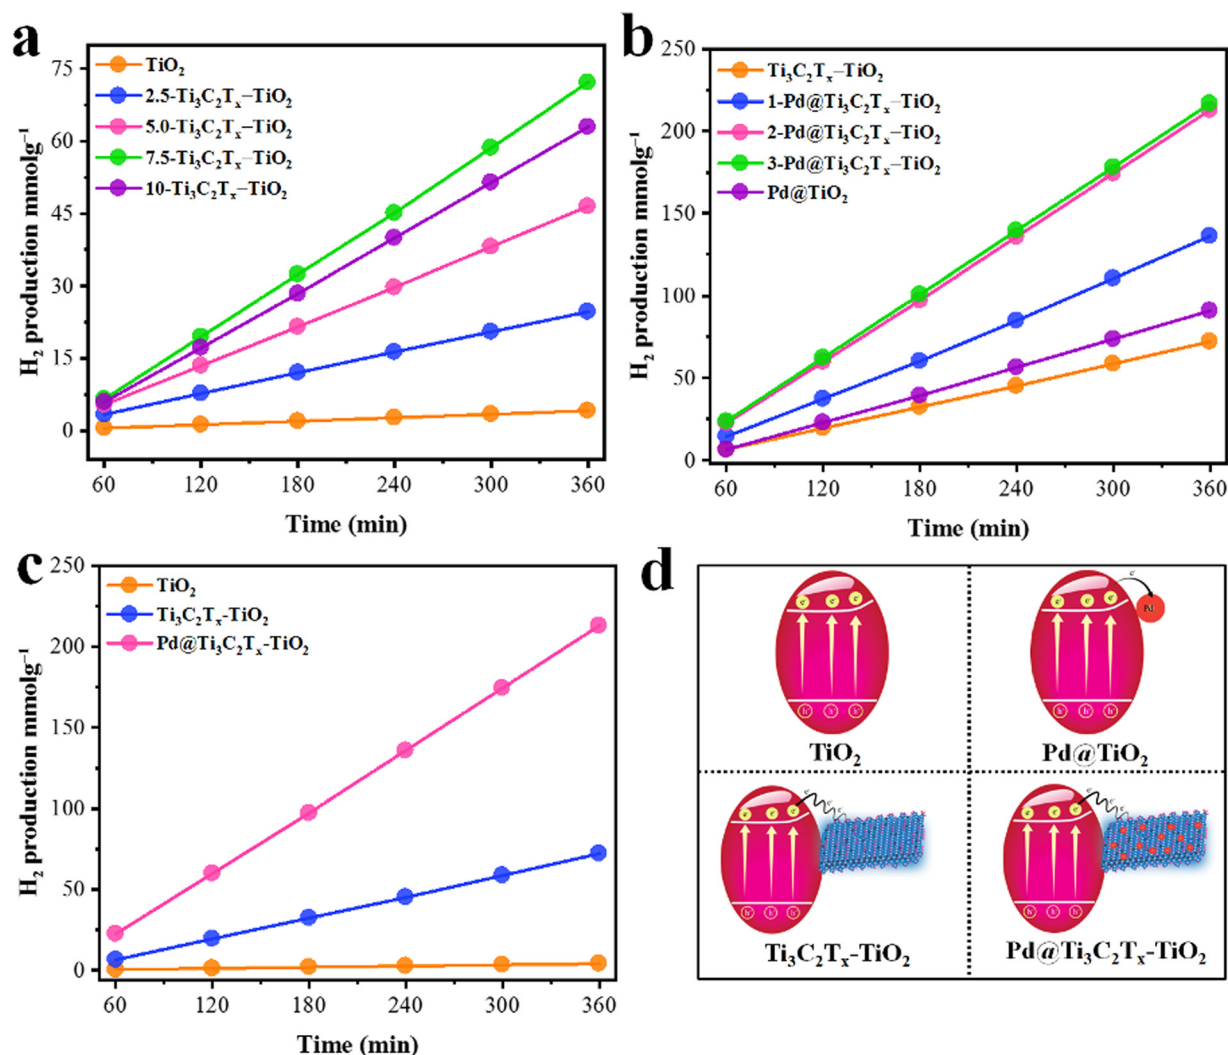 a
75
60
45
30
15
0
60 120 180 240 300 360
H₂ production mmolg⁻¹
Time (min)
TiO₂
2.5-Ti₃C₂Tₓ–TiO₂
5.0-Ti₃C₂Tₓ–TiO₂
7.5-Ti₃C₂Tₓ–TiO₂
10-Ti₃C₂Tₓ–TiO₂
b
250
200
150
100
50
0
60 120 180 240 300 360
H₂ production mmolg⁻¹
Time (min)
Ti₃C₂Tₓ–TiO₂
1-Pd@Ti₃C₂Tₓ–TiO₂
2-Pd@Ti₃C₂Tₓ–TiO₂
3-Pd@Ti₃C₂Tₓ–TiO₂
Pd@TiO₂
c
250
200
150
100
50
0
60 120 180 240 300 360
H₂ production mmolg⁻¹
Time (min)
TiO₂
Ti₃C₂Tₓ-TiO₂
Pd@Ti₃C₂Tₓ-TiO₂
d
e⁻ e⁻ e⁻
h⁺ h⁺ h⁺
TiO₂
e⁻
e⁻ e⁻ e⁻
Pd
h⁺ h⁺ h⁺
Pd@TiO₂
e⁻ e⁻ e⁻
h⁺ h⁺ h⁺
Ti₃C₂Tₓ-TiO₂
e⁻ e⁻ e⁻
h⁺ h⁺ h⁺
Pd@Ti₃C₂Tₓ-TiO₂